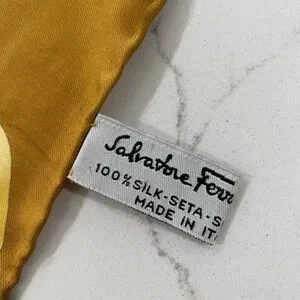 Salvatore Ferr
100% SILK-SETA-S
MADE IN IT